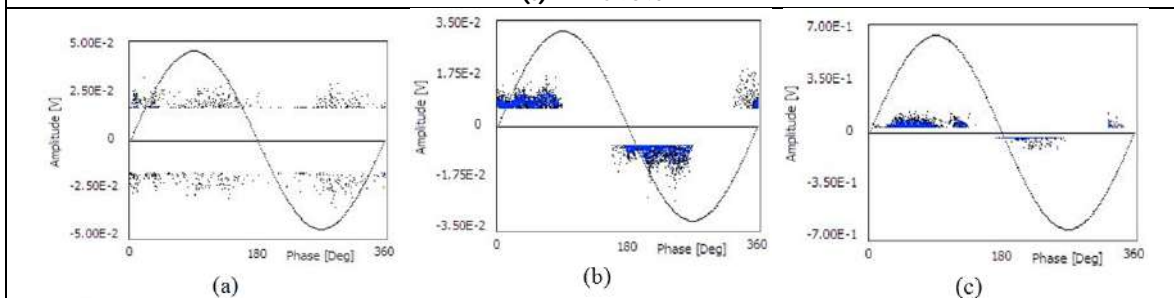 5.00E-2
2.50E-2
0
-2.50E-2
-5.00E-2
Amplitude [V]
0
180
Phase [Deg]
360
(a)
3.50E-2
1.75E-2
0
-1.75E-2
-3.50E-2
Amplitude [V]
0
180
Phase [Deg]
360
(b)
7.00E-1
3.50E-1
0
-3.50E-1
-7.00E-1
Amplitude [V]
0
180
Phase [Deg]
360
(c)